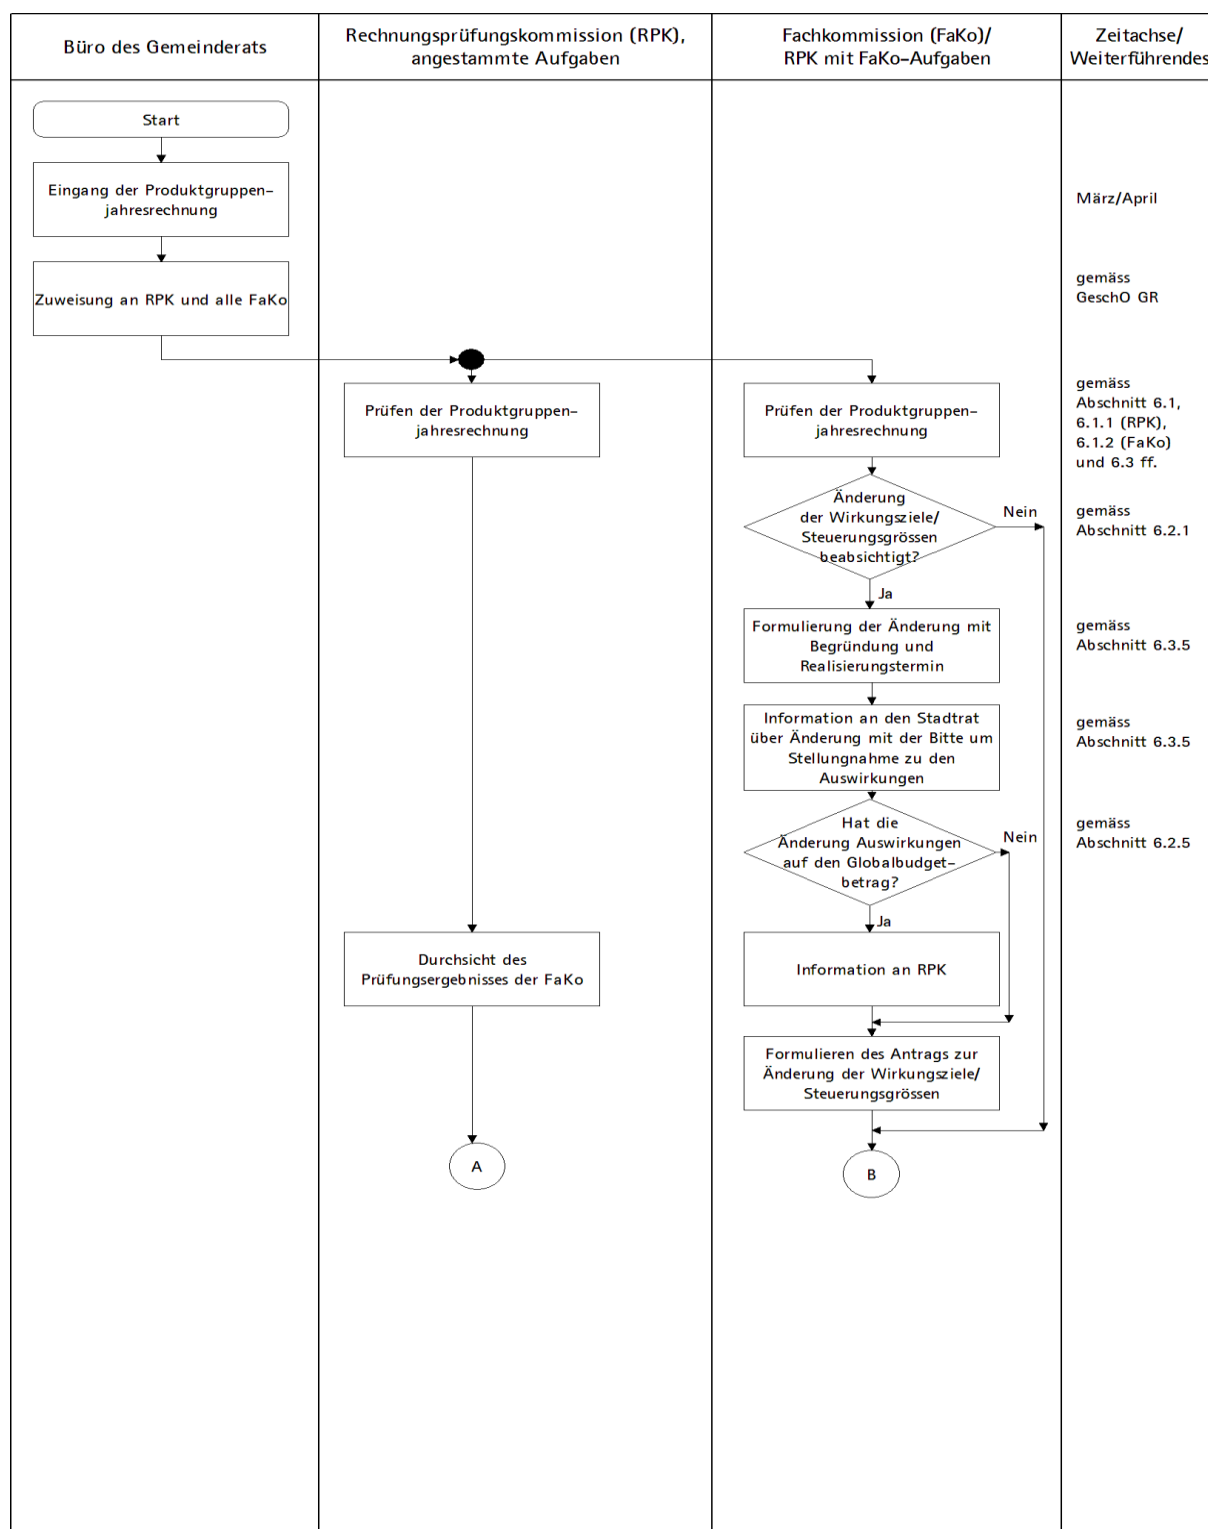 Büro des Gemeinderats
Rechnungsprüfungskommission (RPK),
angestammte Aufgaben
Fachkommission (FaKo)/
RPK mit FaKo-Aufgaben
Zeitachse/
Weiterführendes
Start
Eingang der Produktgruppen-
jahresrechnung
März/April
Zuweisung an RPK und alle FaKo
gemäss
GeschO GR
Prüfen der Produktgruppen-
jahresrechnung
Prüfen der Produktgruppen-
jahresrechnung
gemäss
Abschnitt 6.1,
6.1.1 (RPK),
6.1.2 (FaKo)
und 6.3 ff.
Änderung
der Wirkungsziele/
Steuerungsgrössen
beabsichtigt?
Nein
gemäss
Abschnitt 6.2.1
Ja
Formulierung der Änderung mit
Begründung und
Realisierungstermin
gemäss
Abschnitt 6.3.5
Information an den Stadtrat
über Änderung mit der Bitte um
Stellungnahme zu den
Auswirkungen
gemäss
Abschnitt 6.3.5
Hat die
Änderung Auswirkungen
auf den Globalbudget-
betrag?
Nein
gemäss
Abschnitt 6.2.5
Ja
Durchsicht des
Prüfungsergebnisses der FaKo
Information an RPK
Formulieren des Antrags zur
Änderung der Wirkungsziele/
Steuerungsgrössen
A
B